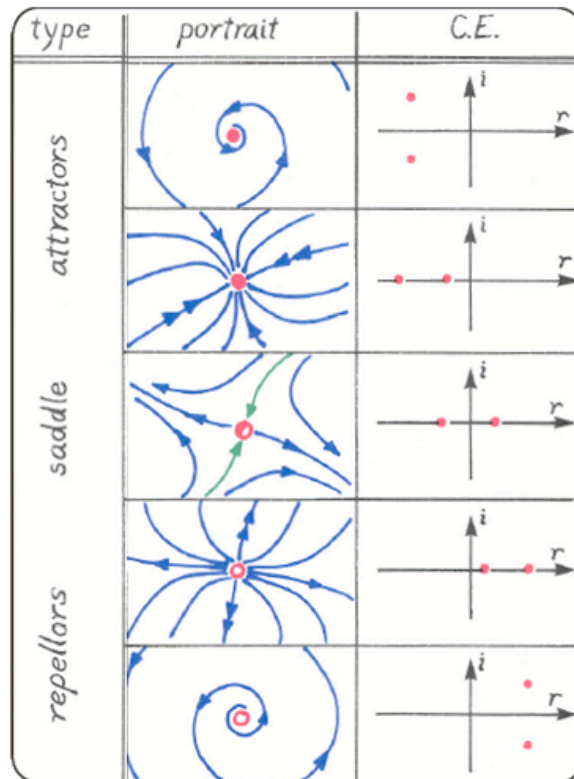 type portrait C.E.
attractors
i
r
i
r
saddle
i
r
repellors
i
r
i
r